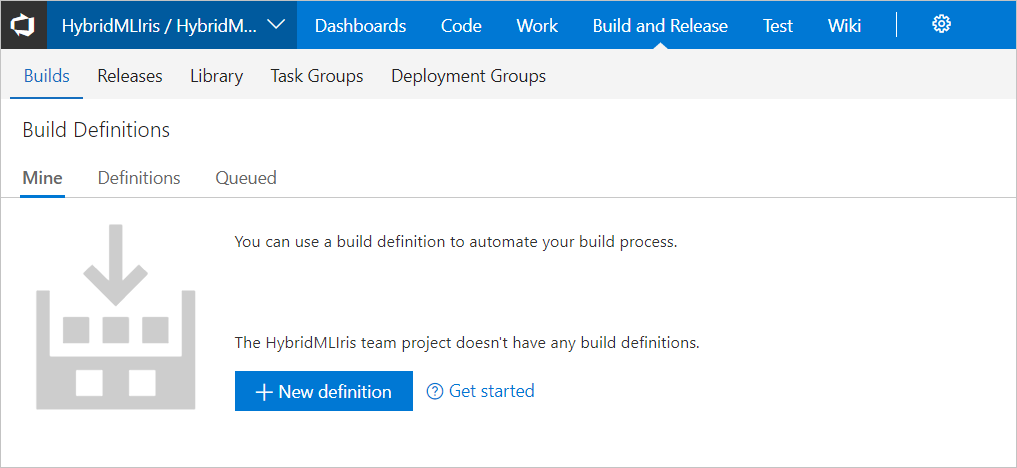 HybridMLIris / HybridM... Dashboards Code Work Build and Release Test Wiki
Builds Releases Library Task Groups Deployment Groups
Build Definitions
Mine Definitions Queued
You can use a build definition to automate your build process.
The HybridMLIris team project doesn't have any build definitions.
+ New definition ? Get started